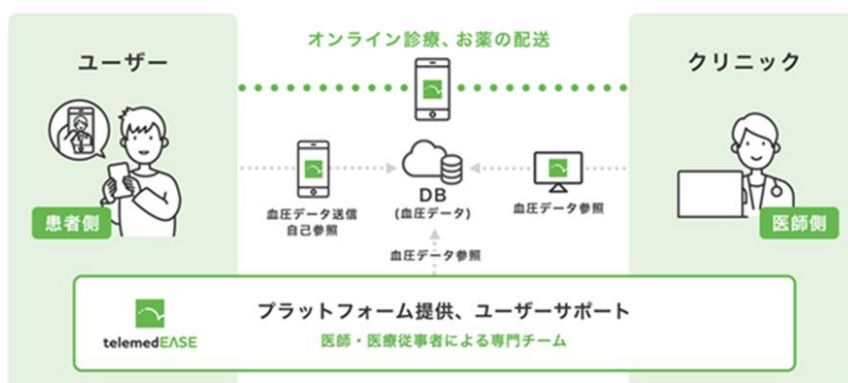 オンライン診療、お薬の配送
ユーザー
クリニック
DB
(血圧データ)
血圧データ送信
自己参照
血圧データ参照
患者側
医師側
血圧データ参照
プラットフォーム提供、ユーザーサポート
telemedEASE
医師・医療従事者による専門チーム